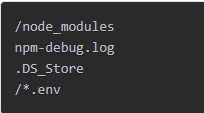 /node_modules
npm-debug.log
.DS_Store
/*.env